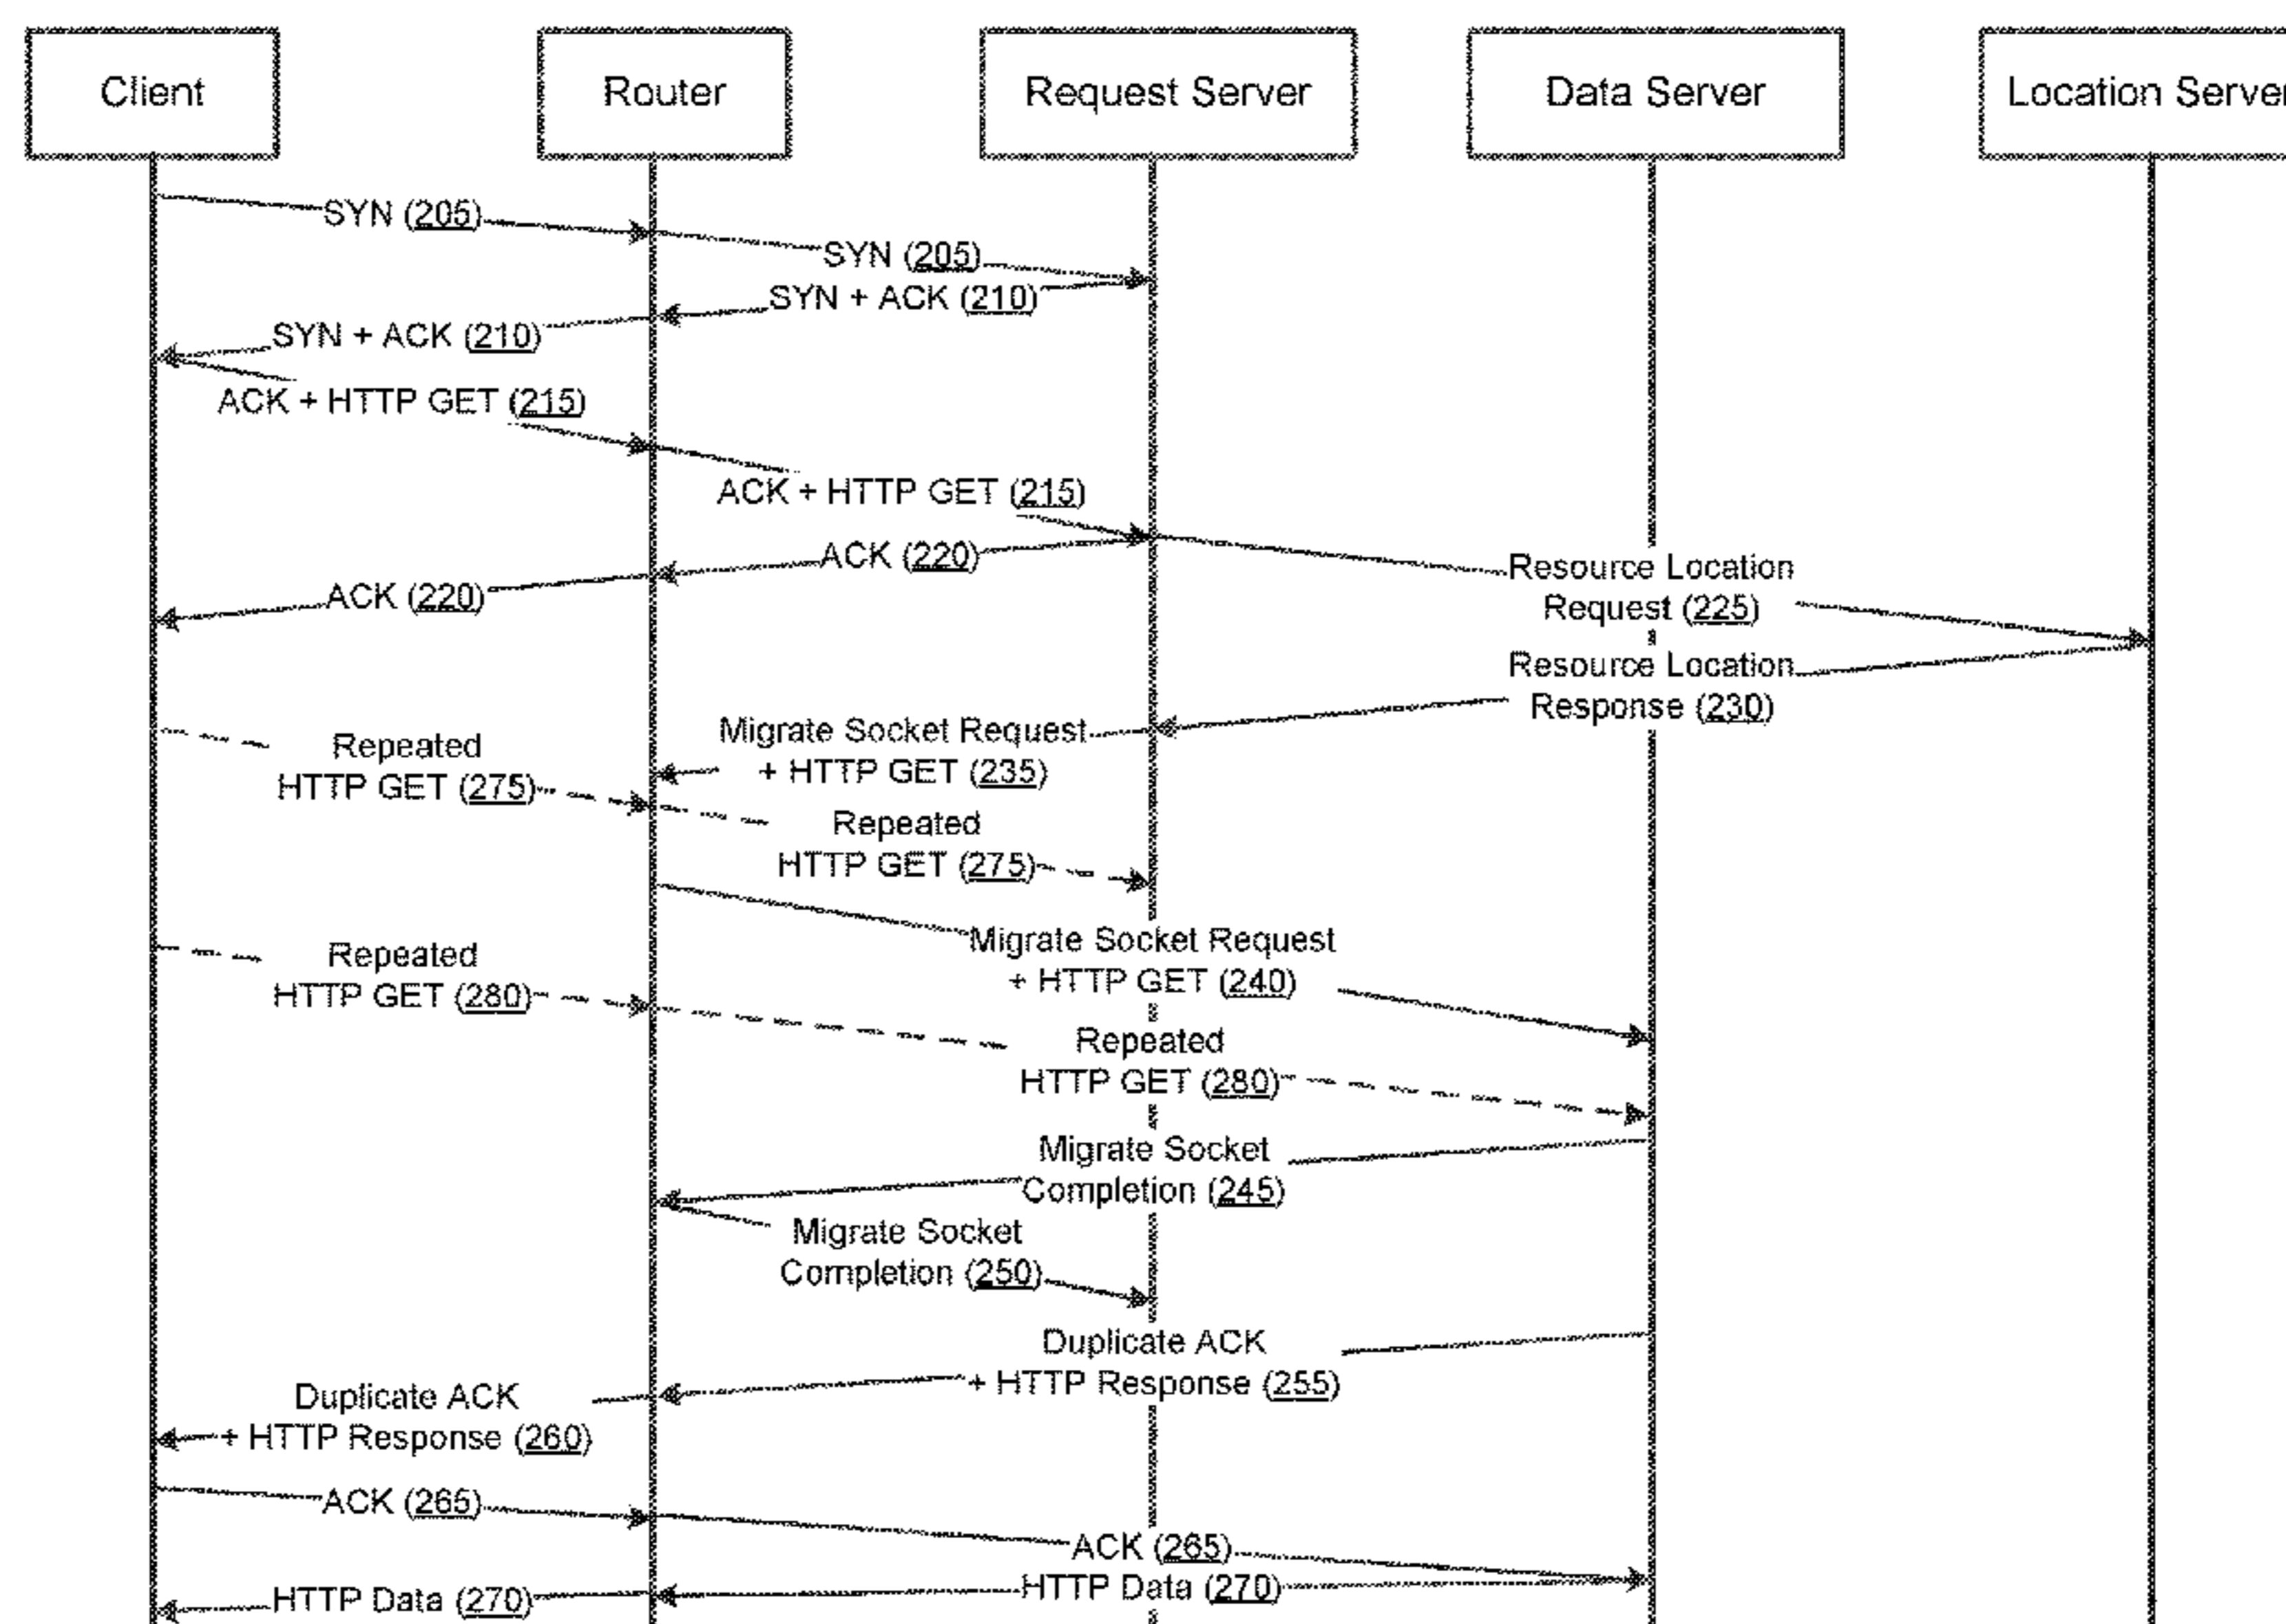 Client
Router
Request Server
Data Server
Location Server
SYN (205)
SYN (205)
SYN + ACK (210)
SYN + ACK (210)
ACK + HTTP GET (215)
ACK + HTTP GET (215)
ACK (220)
ACK (220)
Resource Location
Request (225)
Resource Location
Response (230)
Migrate Socket Request
+ HTTP GET (235)
Repeated
HTTP GET (275)
Repeated
HTTP GET (275)
Migrate Socket Request
+ HTTP GET (240)
Repeated
HTTP GET (280)
Repeated
HTTP GET (280)
Migrate Socket
Completion (245)
Migrate Socket
Completion (250)
Duplicate ACK
+ HTTP Response (255)
Duplicate ACK
+ HTTP Response (260)
ACK (265)
ACK (265)
HTTP Data (270)
HTTP Data (270)